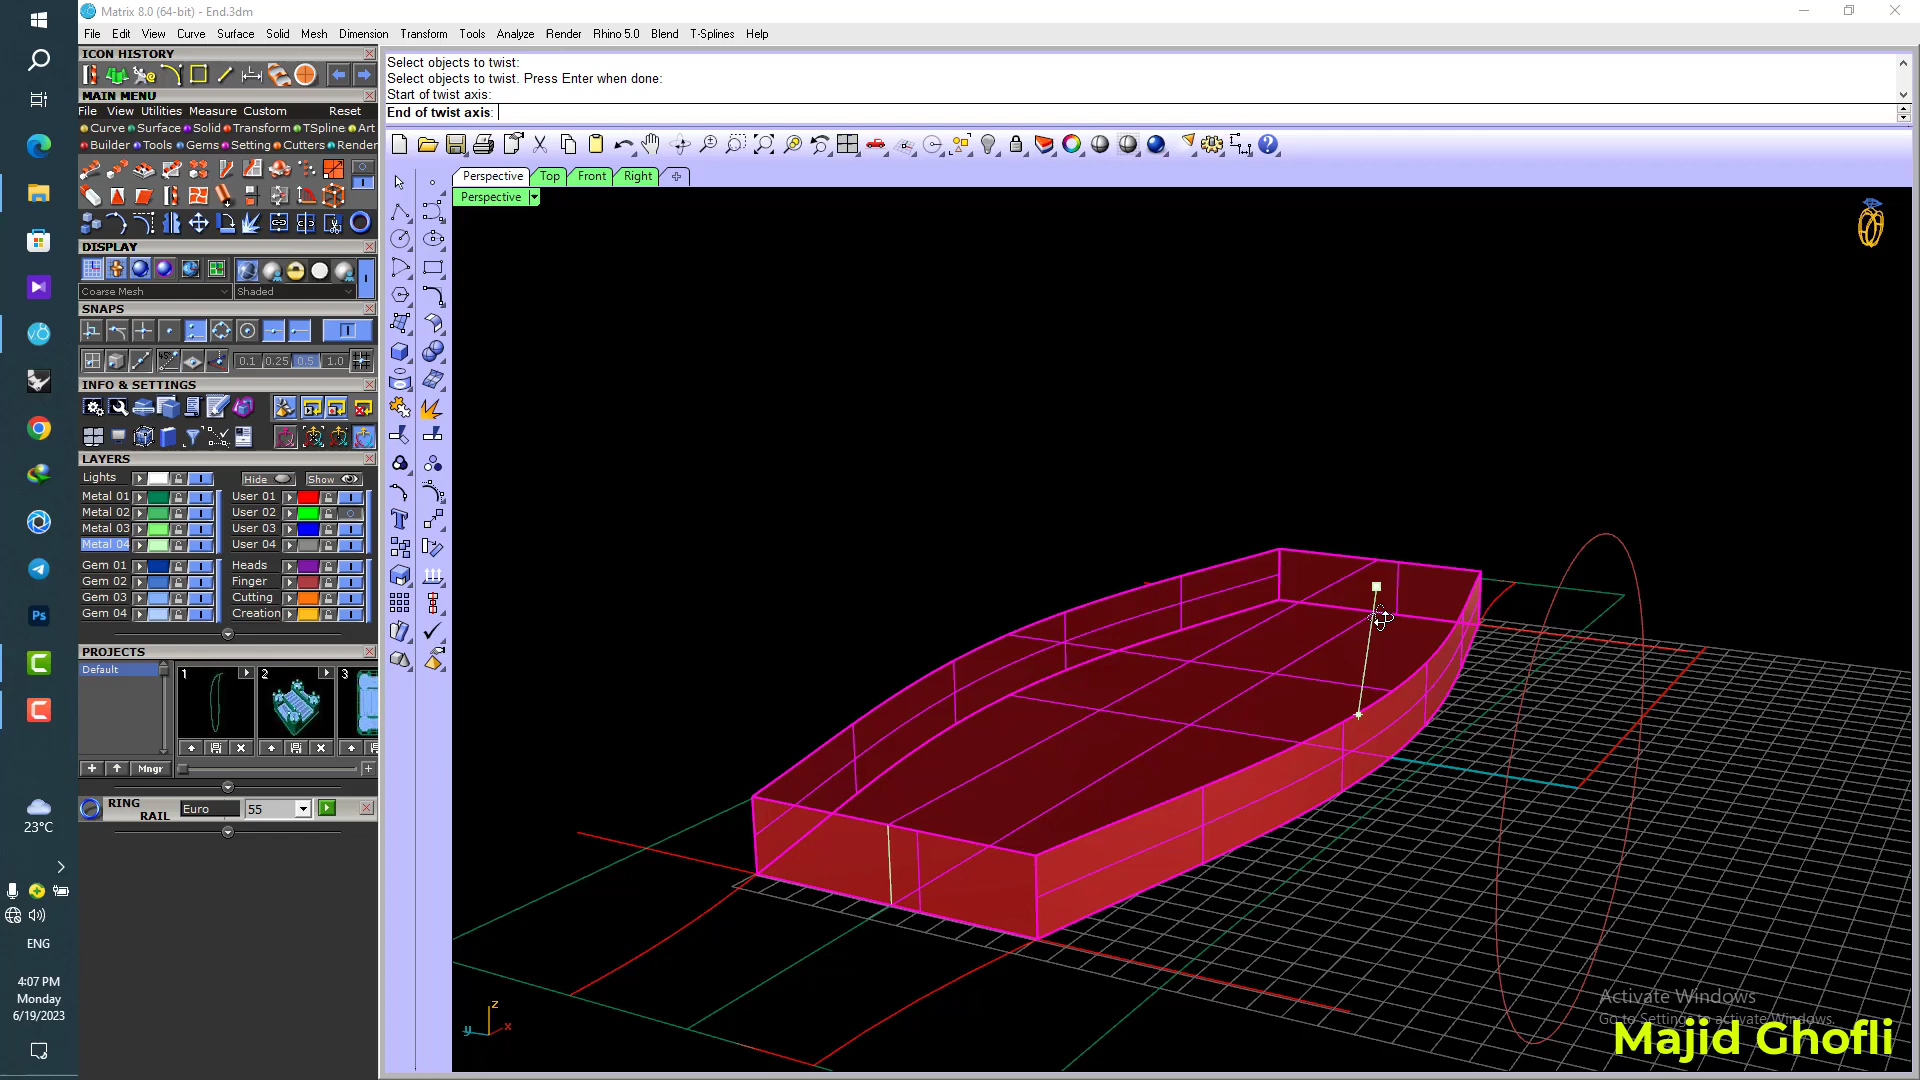 Matrix 8.0 (64-bit) - End.3dm
File Edit View Curve Surface Solid Mesh Dimension Transform Tools Analyze Render Rhino 5.0 Blend T-Splines Help
ICON HISTORY
MAIN MENU
File View Utilities Measure Custom Reset
Curve Surface Solid Transform TSpline Art
Builder Tools Gems Setting Cutters Render
DISPLAY
Coarse Mesh Shaded
SNAPS
0.1 0.25 0.5 1.0
INFO & SETTINGS
LAYERS
Lights Hide Show
Metal 01 User 01
Metal 02 User 02
Metal 03 User 03
Metal 04 User 04
Gem 01 Heads
Gem 02 Finger
Gem 03 Cutting
Gem 04 Creation
PROJECTS
Default
1 2 3
Mngr
RING RAIL Euro 55
Select objects to twist:
Select objects to twist. Press Enter when done:
Start of twist axis:
End of twist axis:
Perspective Top Front Right
Perspective
z
y x
23°C
ENG
4:07 PM
Monday
6/19/2023
Ps
Activate Windows
Go to Settings to activate Windows.
Majid Ghofli